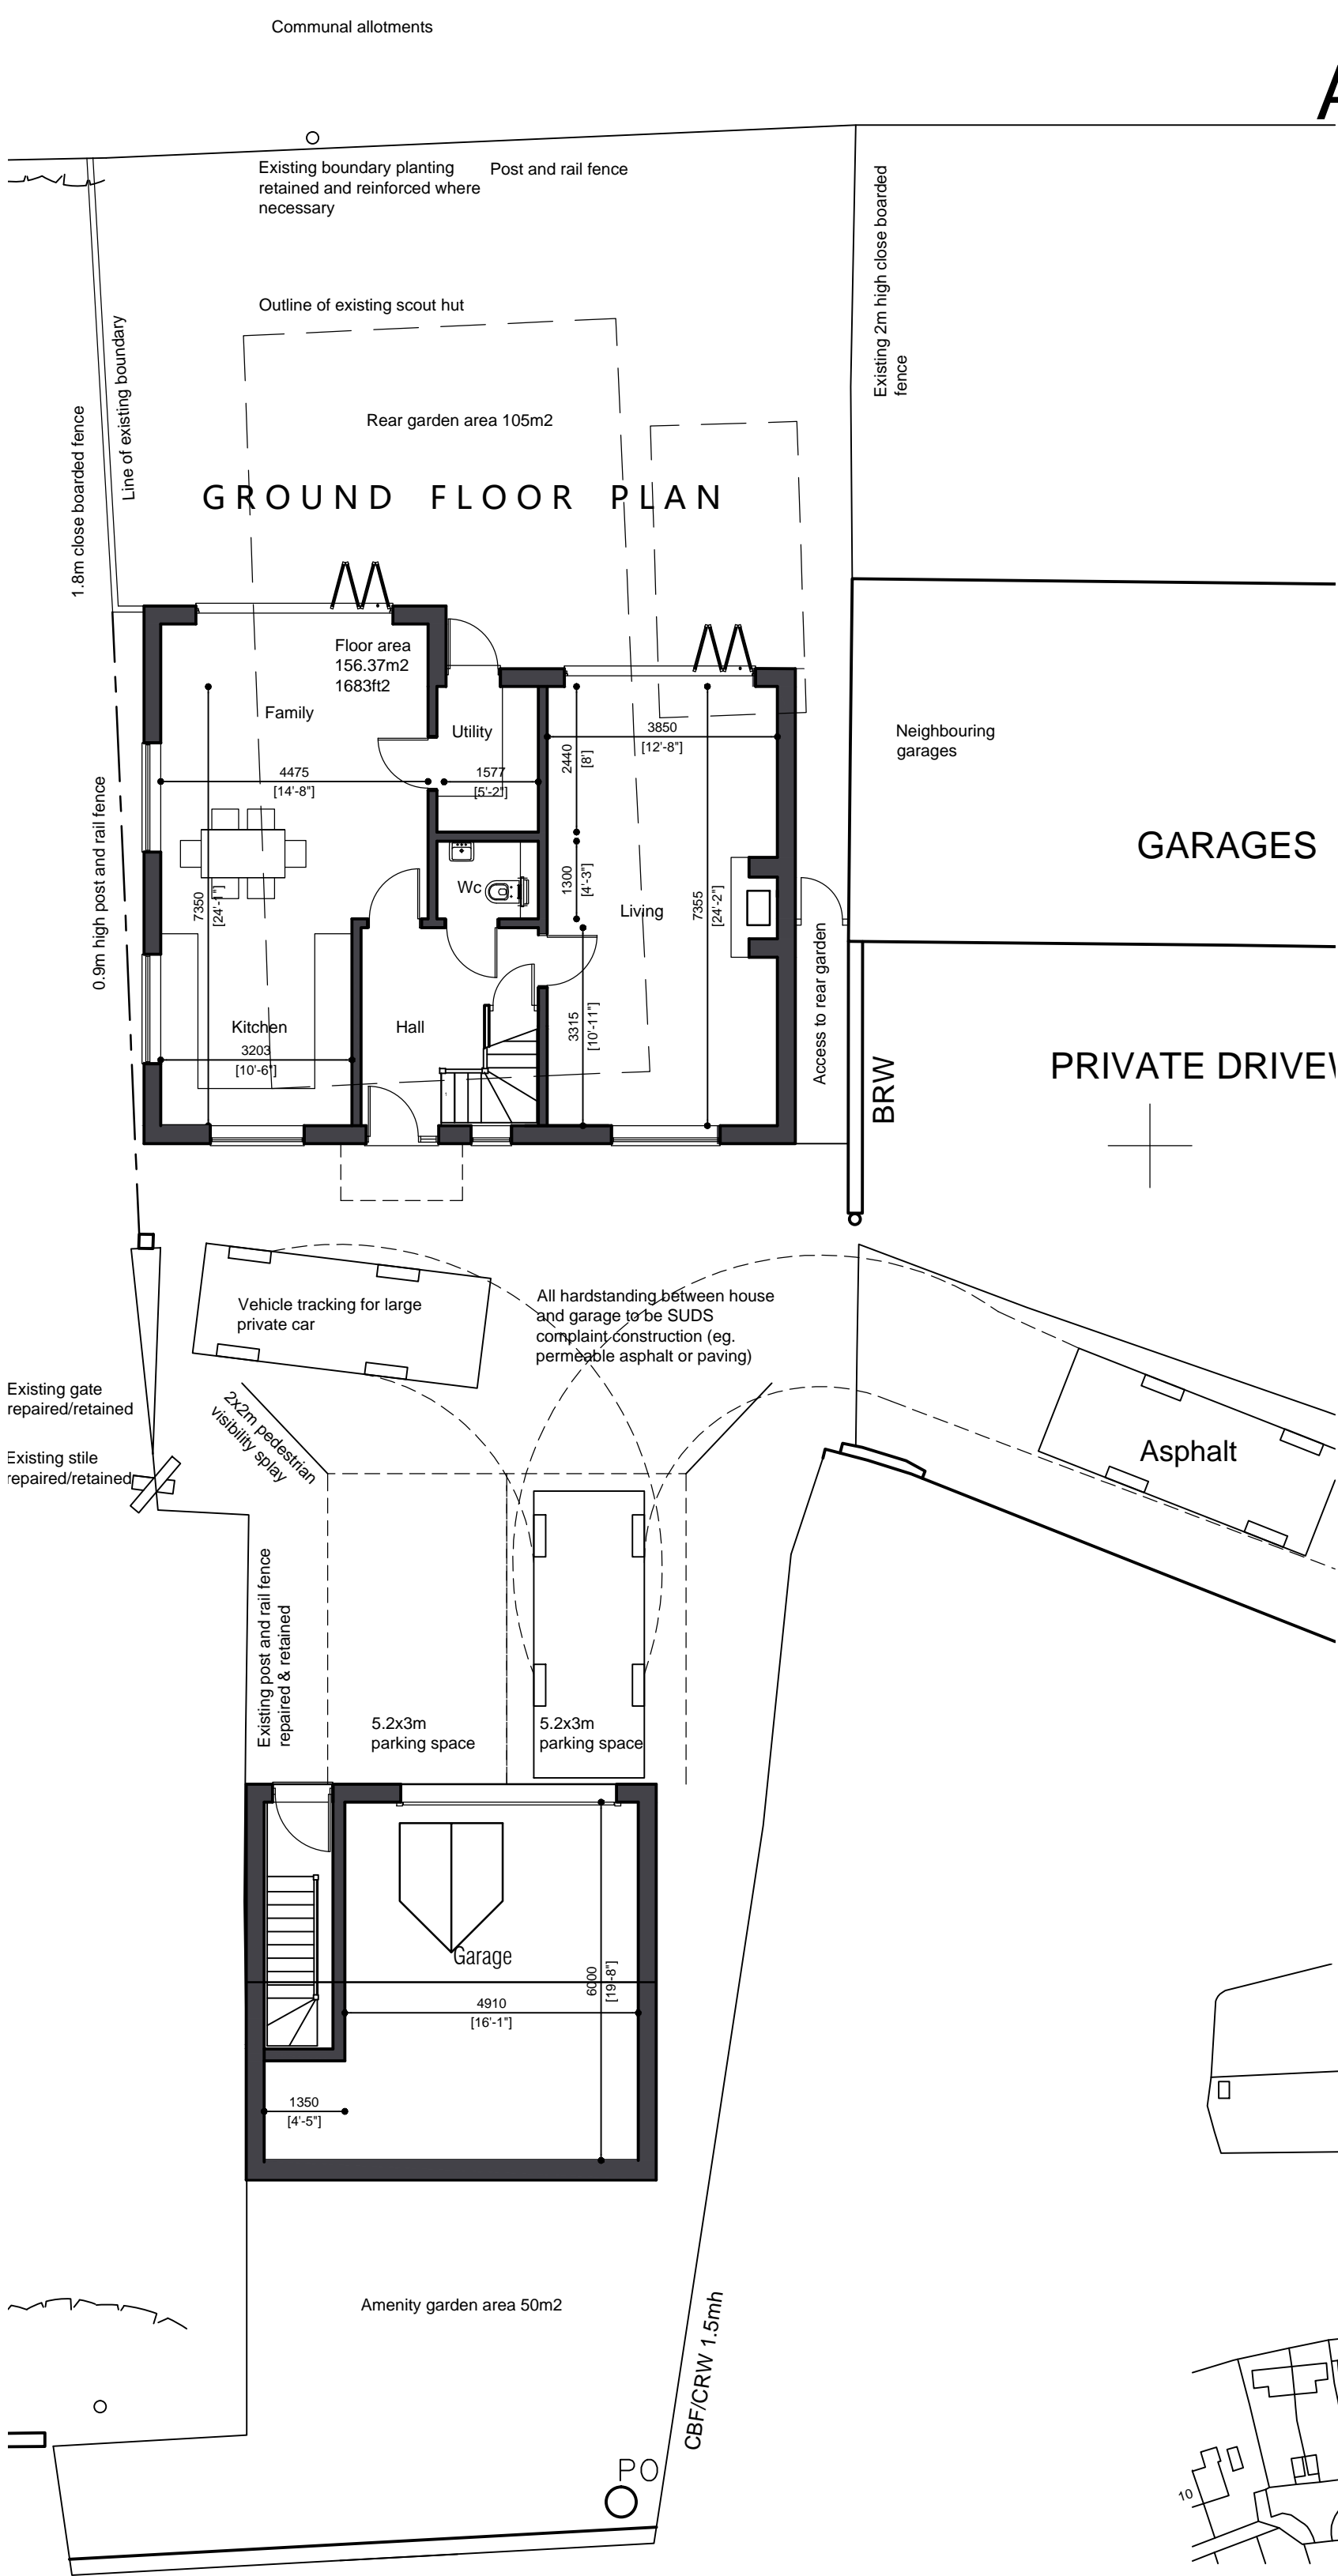 Communal allotments
A
Existing boundary planting
retained and reinforced where
necessary
Post and rail fence
Existing 2m high close boarded
fence
Outline of existing scout hut
Line of existing boundary
1.8m close boarded fence
Rear garden area 105m2
GROUND FLOOR PLAN
Floor area
156.37m2
1683ft2
Family
Utility
3850
[12'-8"]
2440
[8']
Neighbouring
garages
4475
[14'-8"]
1577
[5'-2"]
GARAGES
0.9m high post and rail fence
7350
[24'-1"]
Wc
1300
[4'-3"]
Living
7355
[24'-2"]
Access to rear garden
Kitchen
3203
[10'-6"]
Hall
3315
[10'-11"]
BRW
PRIVATE DRIVEW
Vehicle tracking for large
private car
All hardstanding between house
and garage to be SUDS
complaint construction (eg.
permeable asphalt or paving)
Existing gate
repaired/retained
2x2m pedestrian
visibility splay
Existing stile
repaired/retained
Asphalt
Existing post and rail fence
repaired & retained
5.2x3m
parking space
5.2x3m
parking space
Garage
6000
[19'-8"]
4910
[16'-1"]
1350
[4'-5"]
Amenity garden area 50m2
CBF/CRW 1.5mh
PO
10